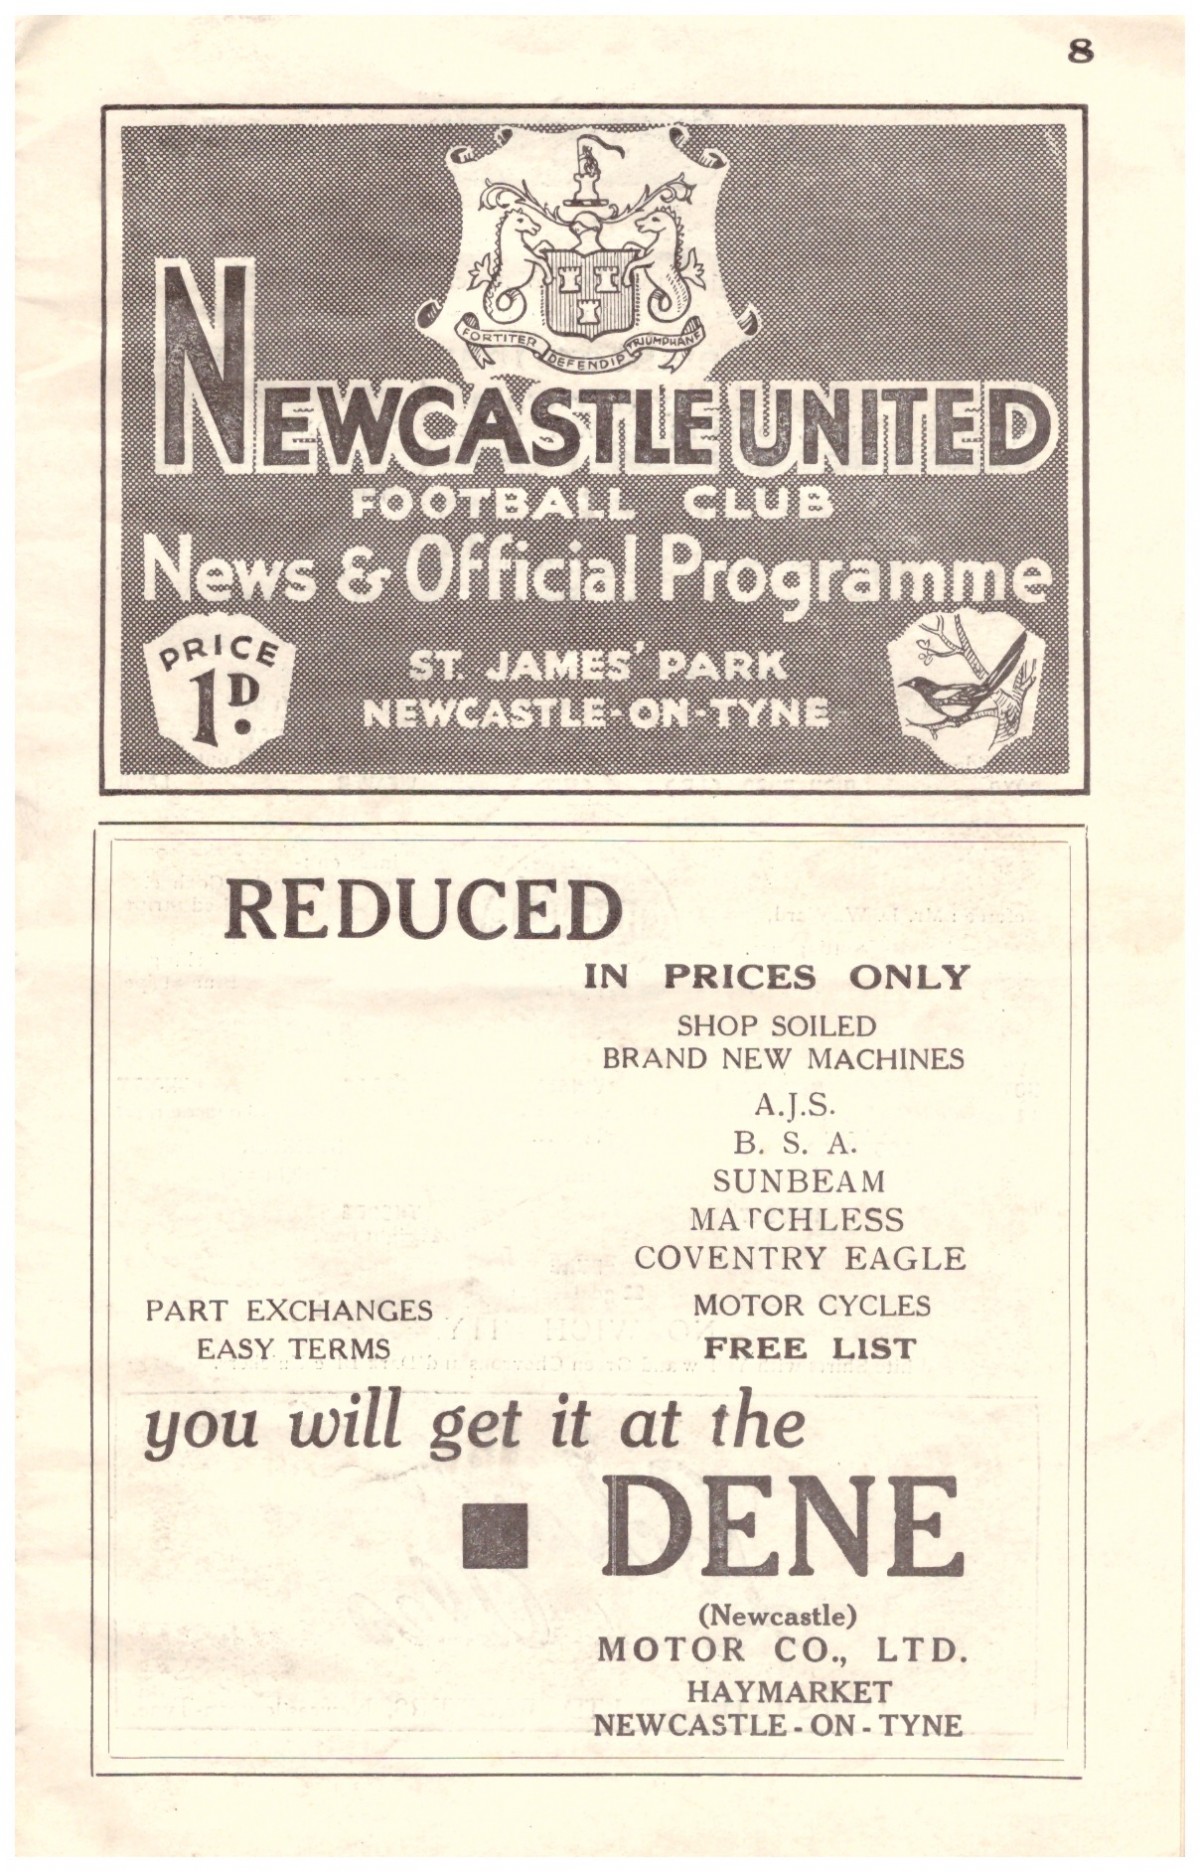 8
FORTITER DEFENDIT TRIUMPHANS
NEWCASTLE UNITED
FOOTBALL CLUB
News & Official Programme
PRICE
1D.
ST. JAMES' PARK
NEWCASTLE-ON-TYNE
REDUCED
IN PRICES ONLY
SHOP SOILED
BRAND NEW MACHINES
A.J.S.
B. S. A.
SUNBEAM
MATCHLESS
COVENTRY EAGLE
PART EXCHANGES
EASY TERMS
MOTOR CYCLES
FREE LIST
you will get it at the
DENE
(Newcastle)
MOTOR CO., LTD.
HAYMARKET
NEWCASTLE-ON-TYNE